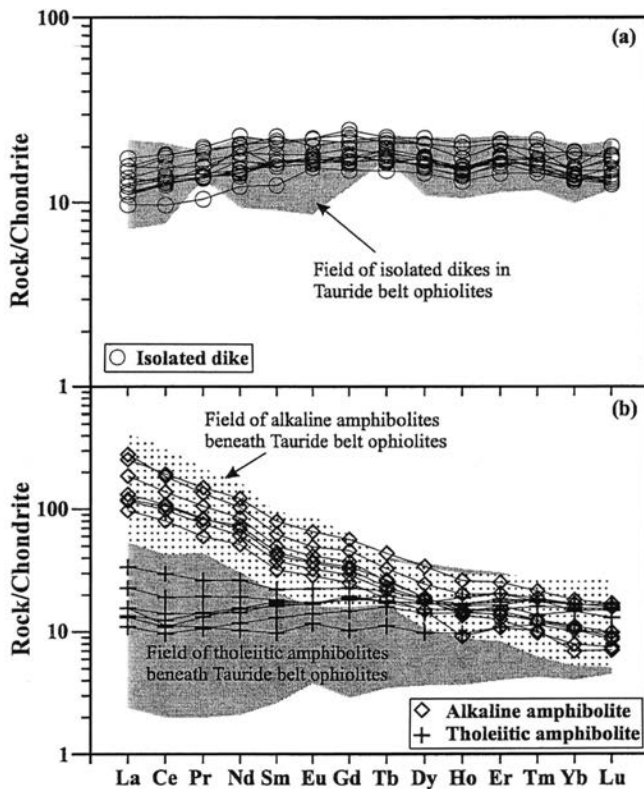 100
(a)
Rock/Chondrite
10
Field of isolated dikes in
Tauride belt ophiolites
Isolated dike
1
(b)
Field of alkaline amphibolites
beneath Tauride belt ophiolites
100
Rock/Chondrite
10
Field of tholeiitic amphibolites
beneath Tauride belt ophiolites
Alkaline amphibolite
Tholeiitic amphibolite
1
La Ce Pr Nd Sm Eu Gd Tb Dy Ho Er Tm Yb Lu